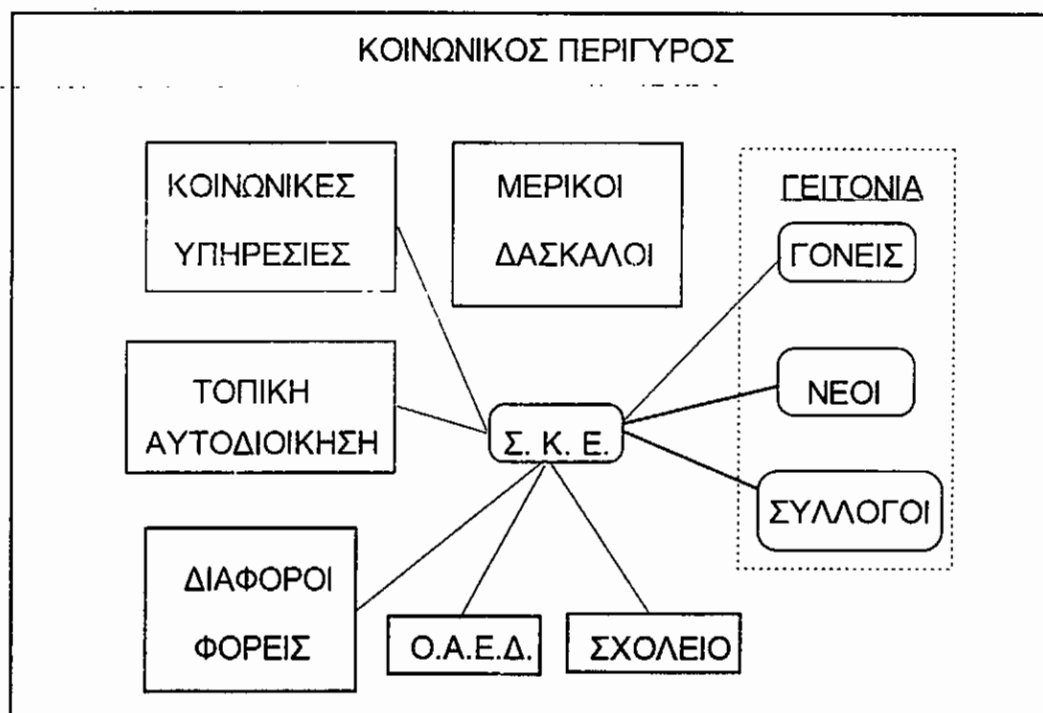 ΚΟΙΝΩΝΙΚΟΣ ΠΕΡΙΓΥΡΟΣ
ΚΟΙΝΩΝΙΚΕΣ
ΥΠΗΡΕΣΙΕΣ
ΜΕΡΙΚΟΙ
ΔΑΣΚΑΛΟΙ
ΓΕΙΤΟΝΙΑ
ΓΟΝΕΙΣ
ΝΕΟΙ
ΣΥΛΛΟΓΟΙ
ΤΟΠΙΚΗ
ΑΥΤΟΔΙΟΙΚΗΣΗ
Σ. Κ. Ε.
ΔΙΑΦΟΡΟΙ
ΦΟΡΕΙΣ
Ο.Α.Ε.Δ.
ΣΧΟΛΕΙΟ